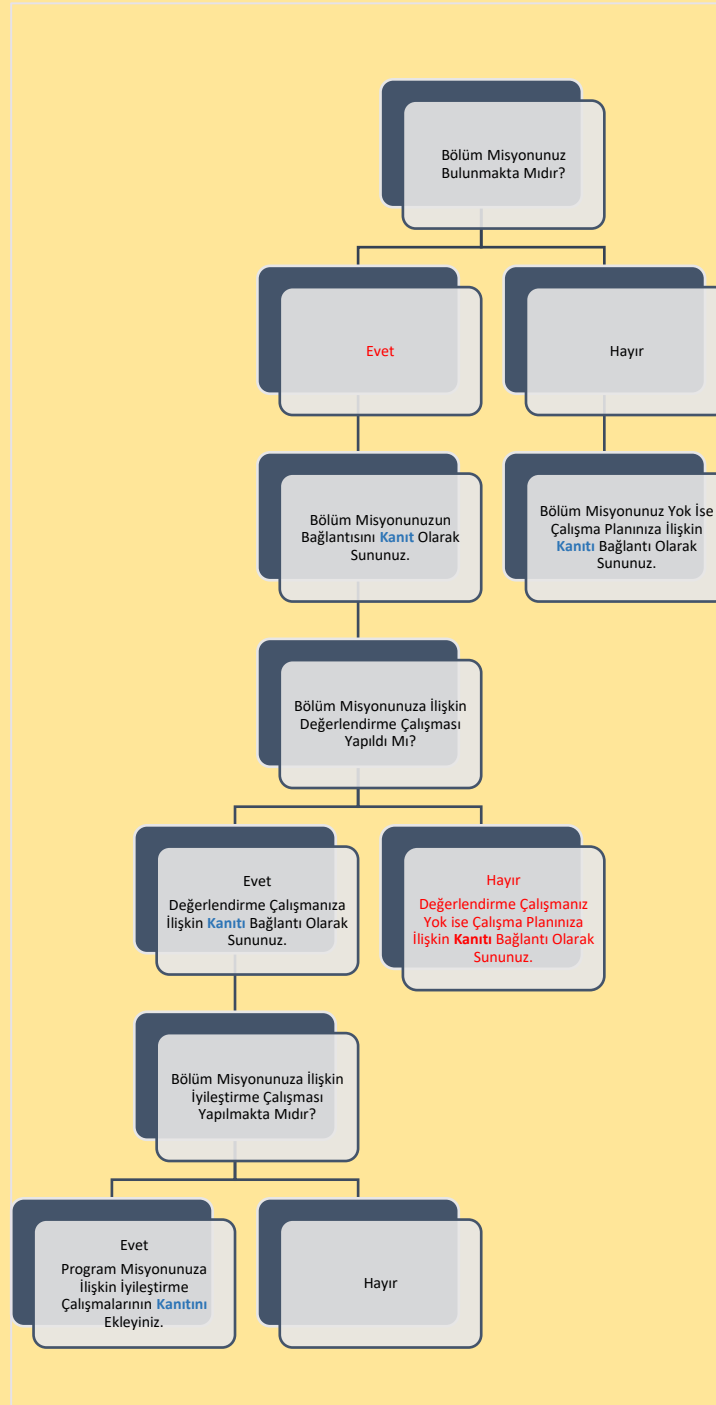 Bölüm Misyonunuz
Bulunmakta Mıdır?
Evet
Hayır
Bölüm Misyonunuzun
Bağlantısını Kanıt Olarak
Sununuz.
Bölüm Misyonunuz Yok İse
Çalışma Planınıza İlişkin
Kanıtı Bağlantı Olarak
Sununuz.
Bölüm Misyonunuza İlişkin
Değerlendirme Çalışması
Yapıldı Mı?
Evet
Değerlendirme Çalışmanıza
İlişkin Kanıtı Bağlantı Olarak
Sununuz.
Hayır
Değerlendirme Çalışmanız
Yok ise Çalışma Planınıza
İlişkin Kanıtı Bağlantı Olarak
Sununuz.
Bölüm Misyonunuza İlişkin
İyileştirme Çalışması
Yapılmakta Mıdır?
Evet
Program Misyonunuza
İlişkin İyileştirme
Çalışmalarının Kanıtını
Ekleyiniz.
Hayır